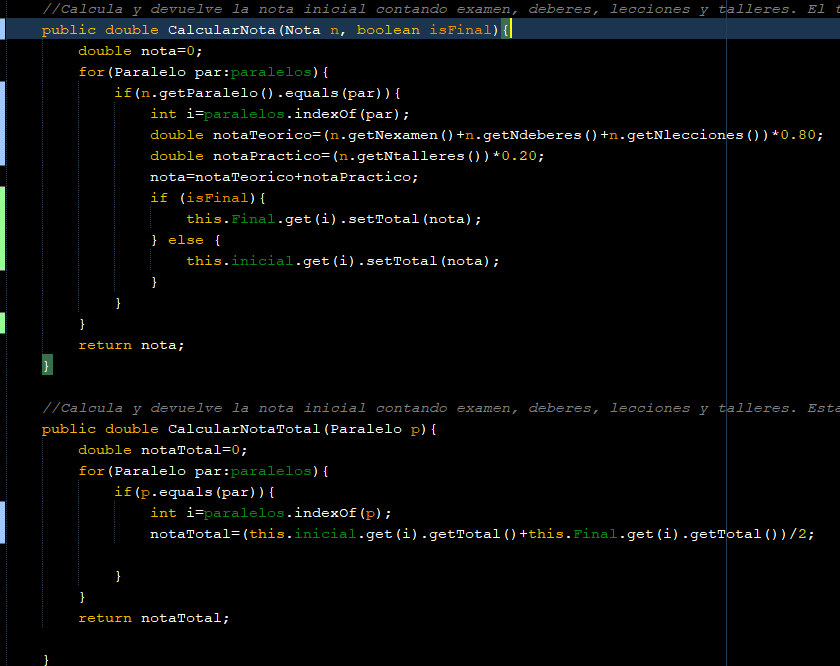 //Calcula y devuelve la nota inicial contando examen, deberes, lecciones y talleres. El t
public double CalcularNota(Nota n, boolean isFinal){
double nota=0;
for(Paralelo par:paralelos){
if(n.getParalelo().equals(par)){
int i=paralelos.indexOf(par);
double notaTeorico=(n.getNexamen()+n.getNdeberes()+n.getNlecciones())*0.80;
double notaPractico=(n.getNtalleres())*0.20;
nota=notaTeorico+notaPractico;
if (isFinal){
this.Final.get(i).setTotal(nota);
} else {
this.inicial.get(i).setTotal(nota);
}
}
}
return nota;
}
//Calcula y devuelve la nota inicial contando examen, deberes, lecciones y talleres. Esta
public double CalcularNotaTotal(Paralelo p){
double notaTotal=0;
for(Paralelo par:paralelos){
if(p.equals(par)){
int i=paralelos.indexOf(p);
notaTotal=(this.inicial.get(i).getTotal()+this.Final.get(i).getTotal())/2;
}
}
return notaTotal;
}